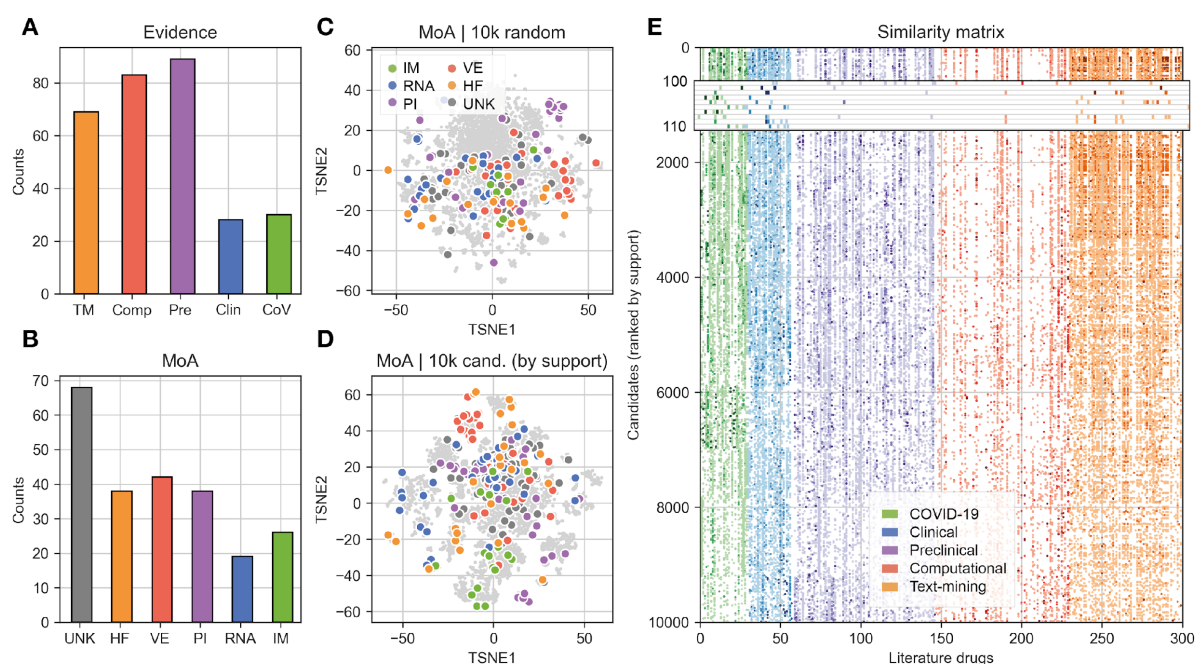 A
Evidence
Counts
80
60
40
20
0
TM Comp Pre Clin CoV
B
MoA
Counts
70
60
50
40
30
20
10
0
UNK HF VE PI RNA IM
C
MoA | 10k random
TSNE2
60
40
20
0
−20
−40
−60
IM VE
RNA HF
PI UNK
−50 0 50
TSNE1
D
MoA | 10k cand. (by support)
TSNE2
60
40
20
0
−20
−40
−60
−50 0 50
TSNE1
E
Similarity matrix
Candidates (ranked by support)
0
100
110
2000
4000
6000
8000
10000
COVID-19
Clinical
Preclinical
Computational
Text-mining
0 50 100 150 200 250 300
Literature drugs